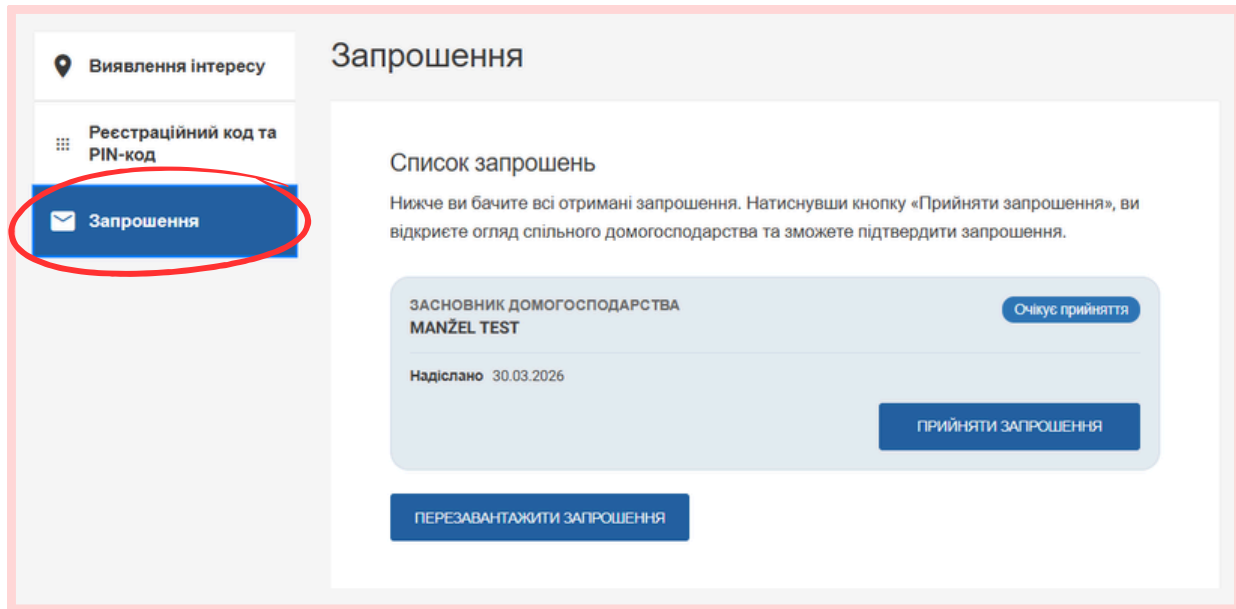 Виявлення інтересу
Реєстраційний код та
PIN-код
Запрошення
Запрошення
Список запрошень
Нижче ви бачите всі отримані запрошення. Натиснувши кнопку «Прийняти запрошення», ви
відкриєте огляд спільного домогосподарства та зможете підтвердити запрошення.
ЗАСНОВНИК ДОМОГОСПОДАРСТВА
MANŽEL TEST
Очікує прийняття
Надіслано 30.03.2026
ПРИЙНЯТИ ЗАПРОШЕННЯ
ПЕРЕЗАВАНТАЖИТИ ЗАПРОШЕННЯ